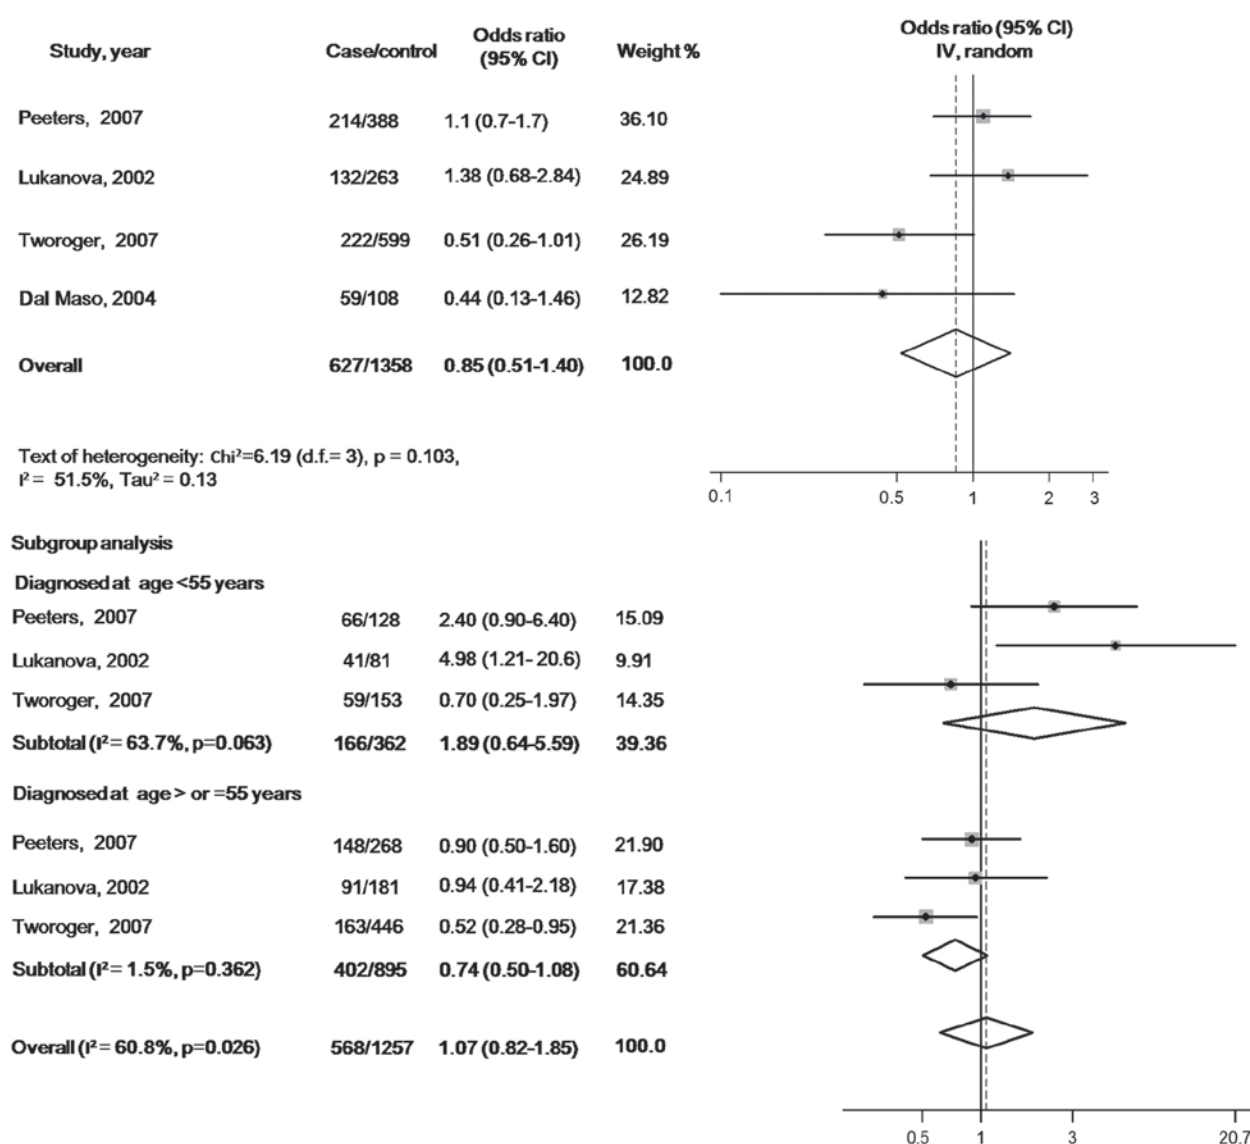 Study, year Case/control Odds ratio (95% CI) Weight % Odds ratio (95% CI) IV, random
Peeters, 2007 214/388 1.1 (0.7-1.7) 36.10
Lukanova, 2002 132/263 1.38 (0.68-2.84) 24.89
Tworoger, 2007 222/599 0.51 (0.26-1.01) 26.19
Dal Maso, 2004 59/108 0.44 (0.13-1.46) 12.82
Overall 627/1358 0.85 (0.51-1.40) 100.0
Text of heterogeneity: Chi²=6.19 (d.f.= 3), p = 0.103,
I² = 51.5%, Tau² = 0.13
0.1 0.5 1 2 3
Subgroup analysis
Diagnosed at age <55 years
Peeters, 2007 66/128 2.40 (0.90-6.40) 15.09
Lukanova, 2002 41/81 4.98 (1.21- 20.6) 9.91
Tworoger, 2007 59/153 0.70 (0.25-1.97) 14.35
Subtotal (I² = 63.7%, p=0.063) 166/362 1.89 (0.64-5.59) 39.36
Diagnosed at age > or =55 years
Peeters, 2007 148/268 0.90 (0.50-1.60) 21.90
Lukanova, 2002 91/181 0.94 (0.41-2.18) 17.38
Tworoger, 2007 163/446 0.52 (0.28-0.95) 21.36
Subtotal (I² = 1.5%, p=0.362) 402/895 0.74 (0.50-1.08) 60.64
Overall (I² = 60.8%, p=0.026) 568/1257 1.07 (0.82-1.85) 100.0
0.5 1 3 20.7